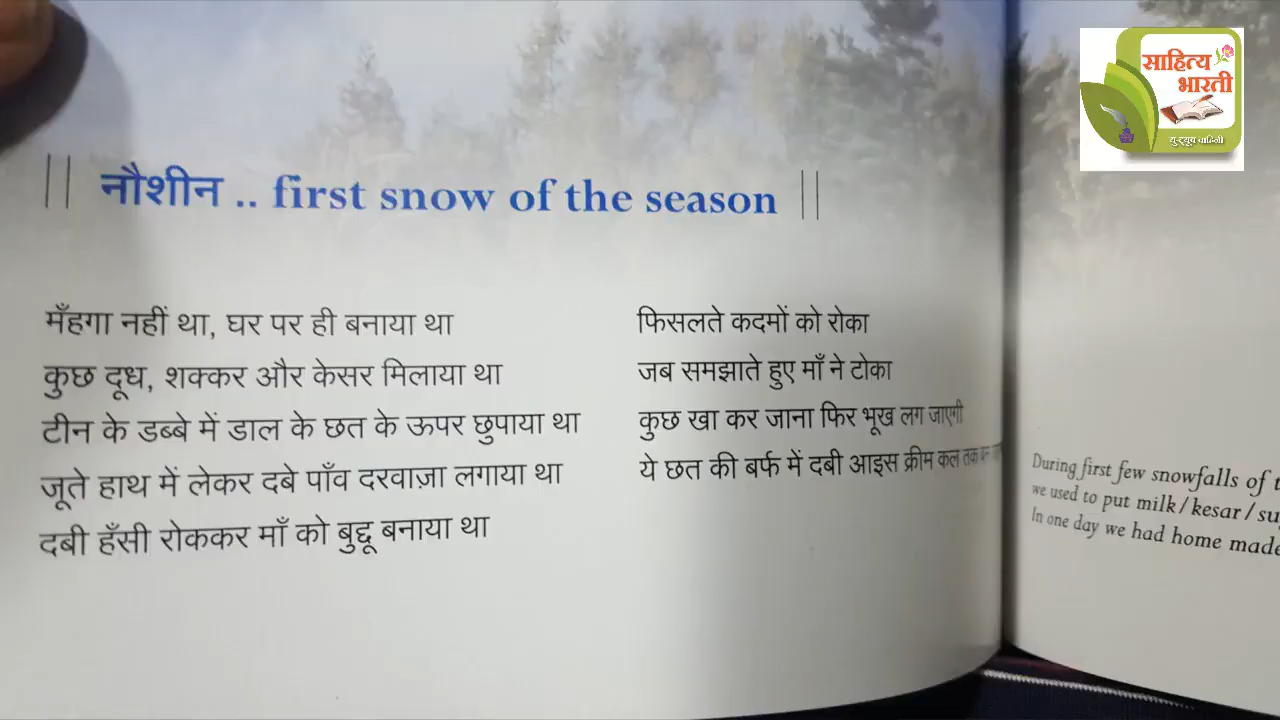 साहित्य
भारती
यु-ट्यूब वाहिनी
|| नौशीन .. first snow of the season ||
मँहगा नहीं था, घर पर ही बनाया था
कुछ दूध, शक्कर और केसर मिलाया था
टीन के डब्बे में डाल के छत के ऊपर छुपाया था
जूते हाथ में लेकर दबे पाँव दरवाज़ा लगाया था
दबी हँसी रोककर माँ को बुद्दू बनाया था
फिसलते कदमों को रोका
जब समझाते हुए माँ ने टोका
कुछ खा कर जाना फिर भूख लग जाएगी
ये छत की बर्फ में दबी आइस क्रीम कल तक
During first few snowfalls of
we used to put milk/kesar/
In one day we had home made